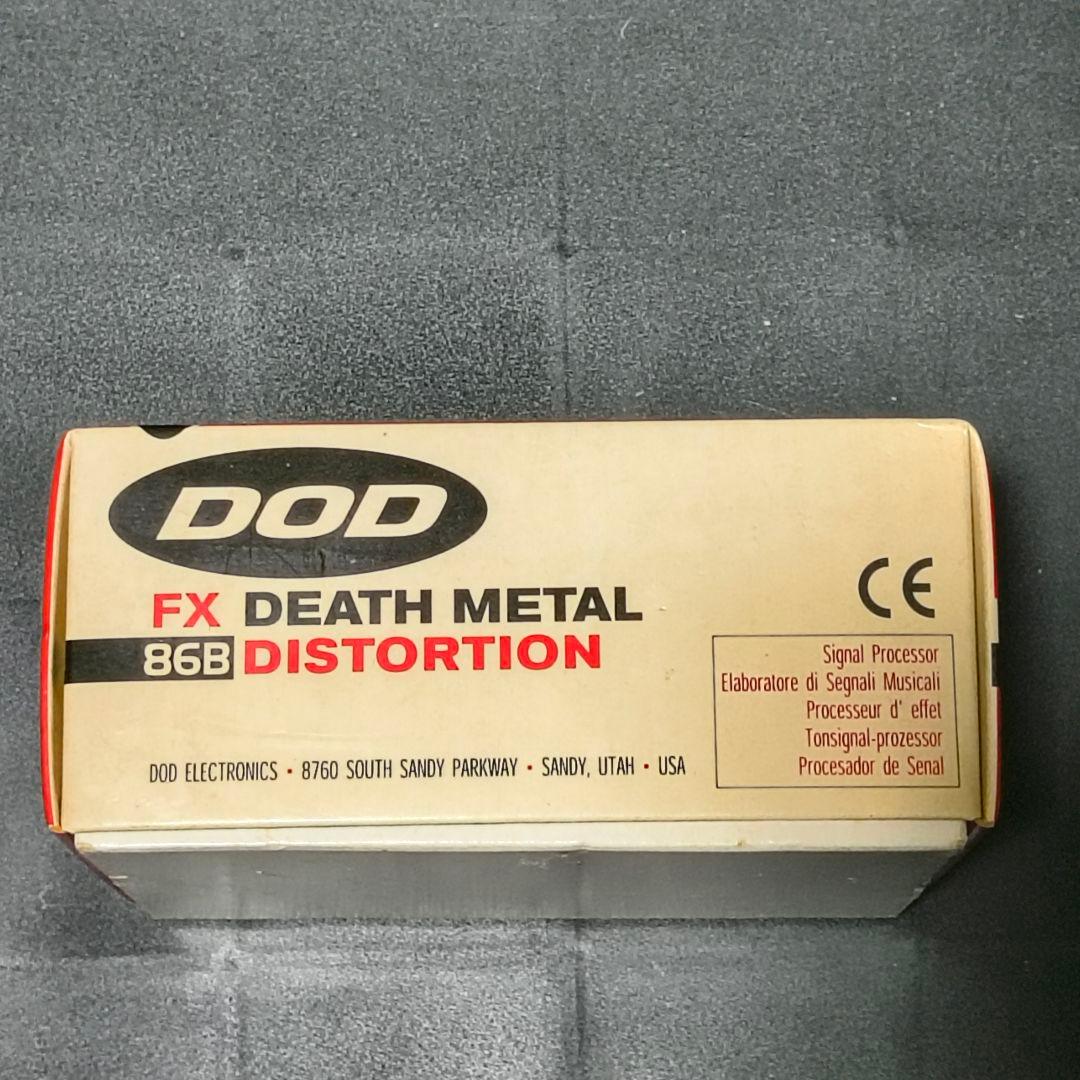 DOD
FX DEATH METAL
86B DISTORTION
DOD ELECTRONICS • 8760 SOUTH SANDY PARKWAY • SANDY, UTAH • USA
CE
Signal Processor
Elaboratore di Segnali Musicali
Processeur d' effet
Tonsignal-prozessor
Procesador de Senal